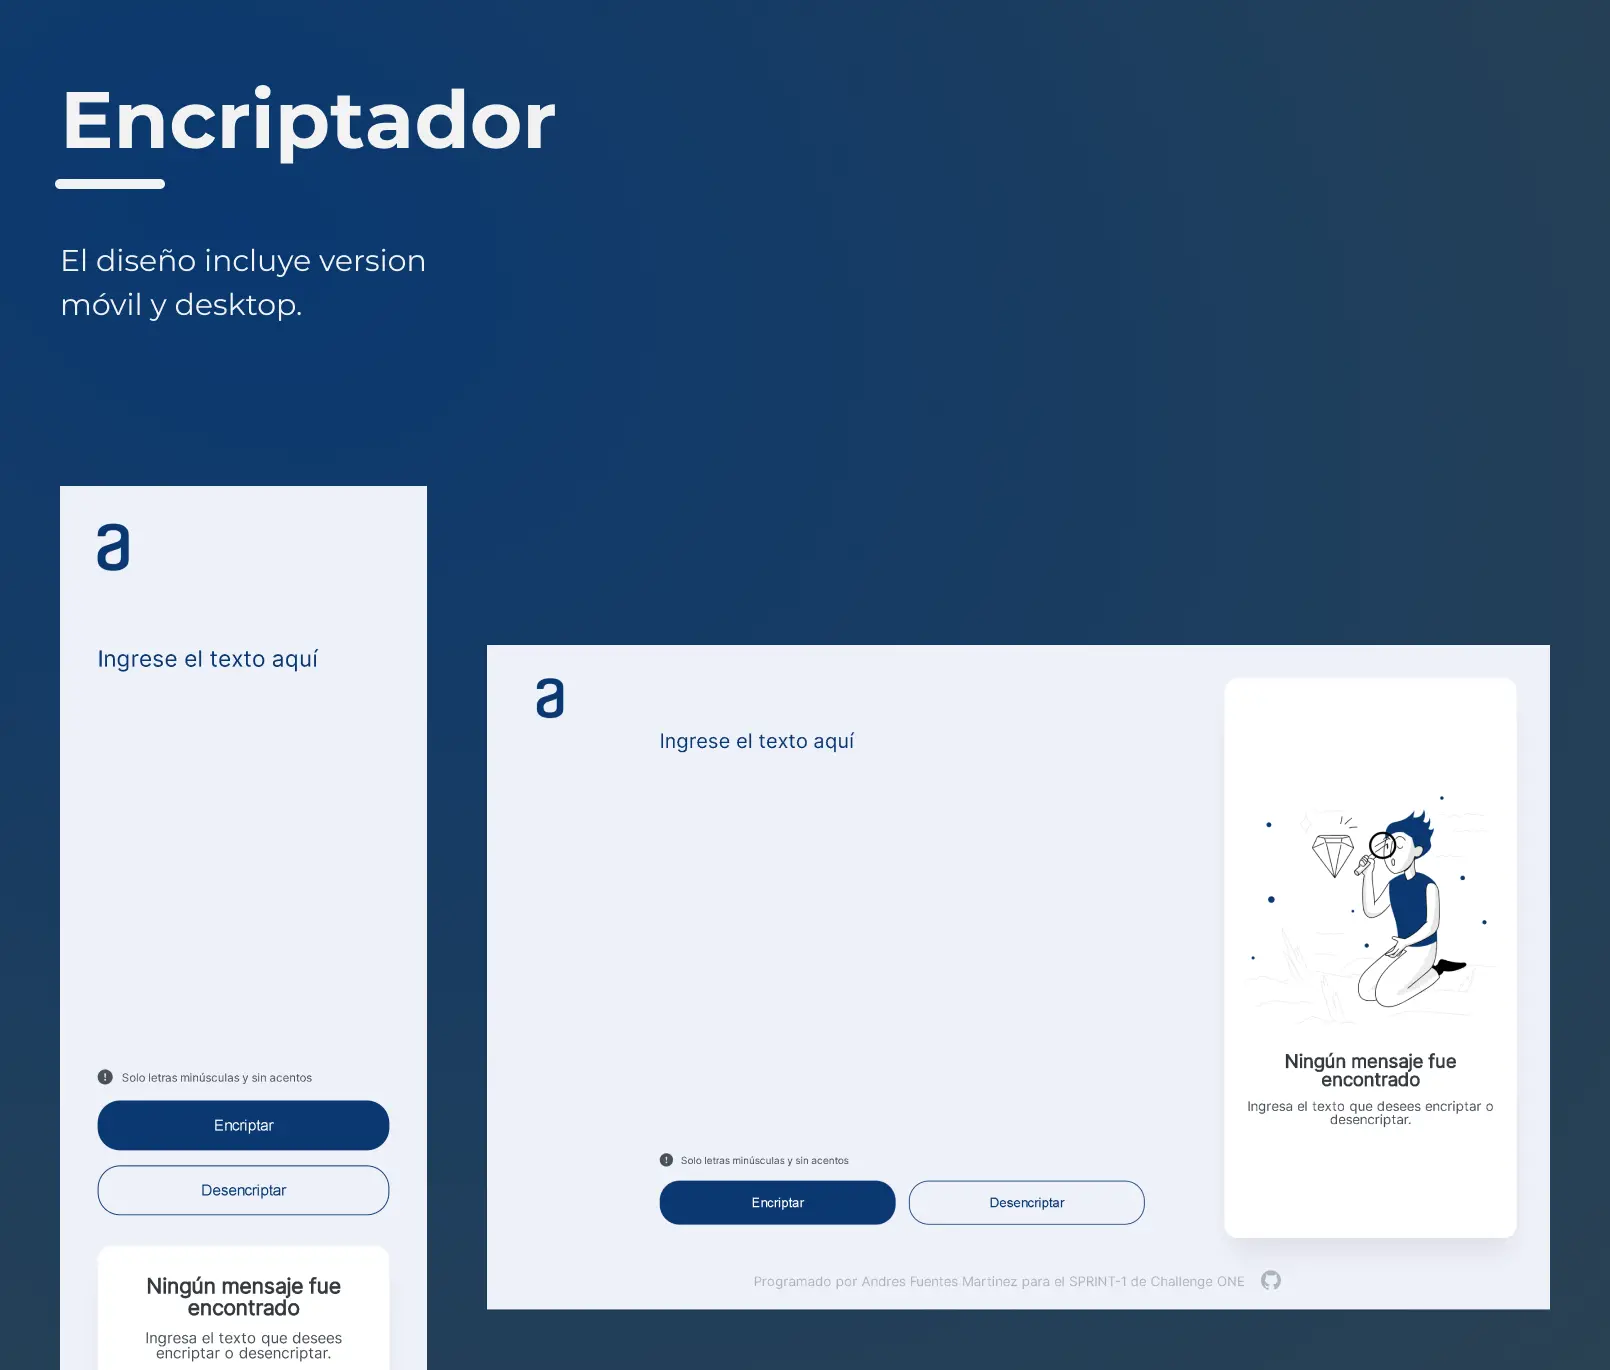 Encriptador
El diseño incluye version
móvil y desktop.
a
Ingrese el texto aquí
Solo letras minúsculas y sin acentos
Encriptar
Desencriptar
Ningún mensaje fue
encontrado
Ingresa el texto que desees
encriptar o desencriptar.
a
Ingrese el texto aquí
Solo letras minúsculas y sin acentos
Encriptar
Desencriptar
Ningún mensaje fue
encontrado
Ingresa el texto que desees encriptar o
desencriptar.
Programado por Andres Fuentes Martinez para el SPRINT-1 de Challenge ONE